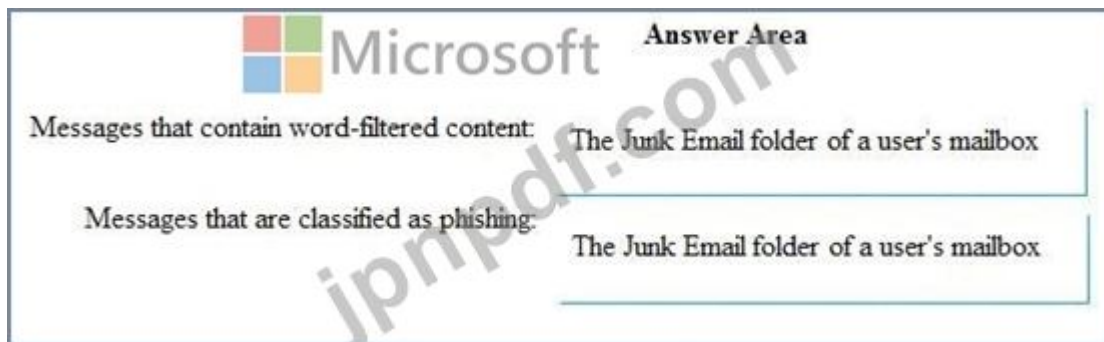 Microsoft
Answer Area
Messages that contain word-filtered content:
The Junk Email folder of a user's mailbox
Messages that are classified as phishing:
The Junk Email folder of a user's mailbox
jpnpdf.com